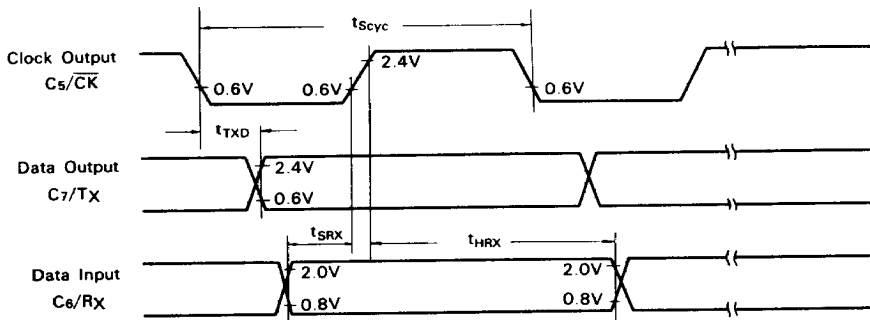 tScyc
Clock Output
C5/C̅K̅
2.4V
0.6V
0.6V
0.6V
tTXD
Data Output
C7/TX
2.4V
0.6V
tSRX
tHRX
Data Input
C6/RX
2.0V
2.0V
0.8V
0.8V